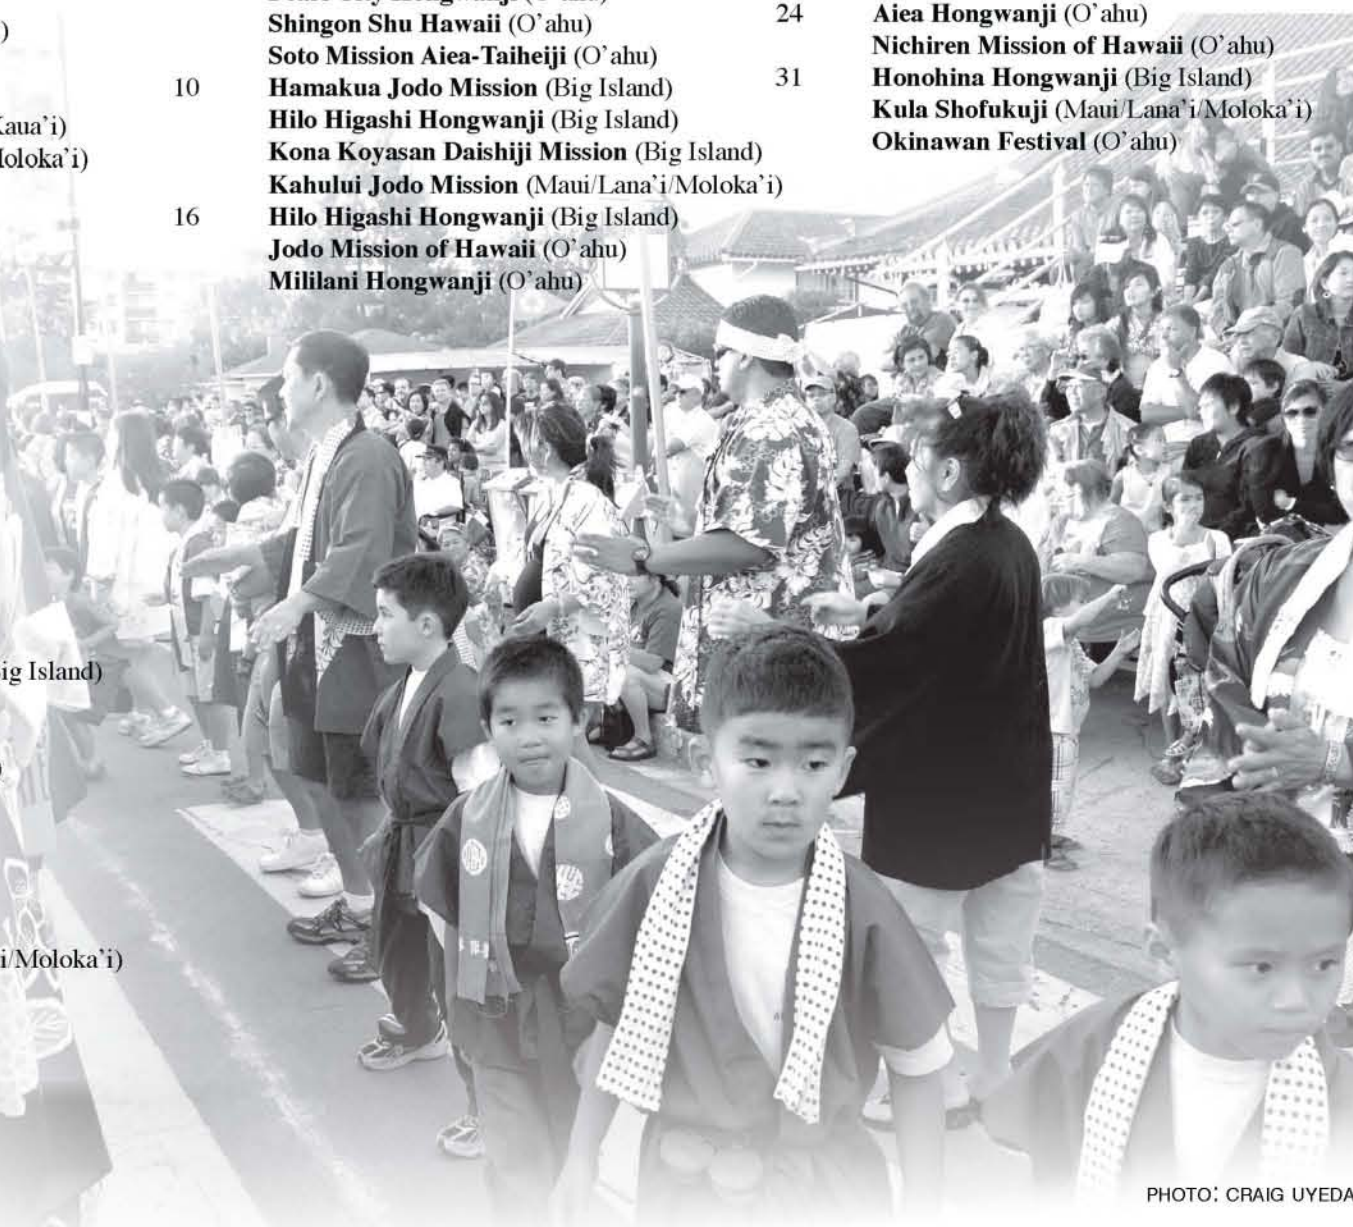 )
Kaua'i)
Moloka'i)
Big Island)
)
i/Moloka'i)
Shingon Shu Hawaii (O'ahu)
Soto Mission Aiea-Taiheiji (O'ahu)
10 Hamakua Jodo Mission (Big Island)
Hilo Higashi Hongwanji (Big Island)
Kona Koyasan Daishiji Mission (Big Island)
Kahului Jodo Mission (Maui/Lana'i/Moloka'i)
16 Hilo Higashi Hongwanji (Big Island)
Jodo Mission of Hawaii (O'ahu)
Mililani Hongwanji (O'ahu)
24 Aiea Hongwanji (O'ahu)
Nichiren Mission of Hawaii (O'ahu)
31 Honohina Hongwanji (Big Island)
Kula Shofukuji (Maui/Lana'i/Moloka'i)
Okinawan Festival (O'ahu)
PHOTO: CRAIG UYEDA